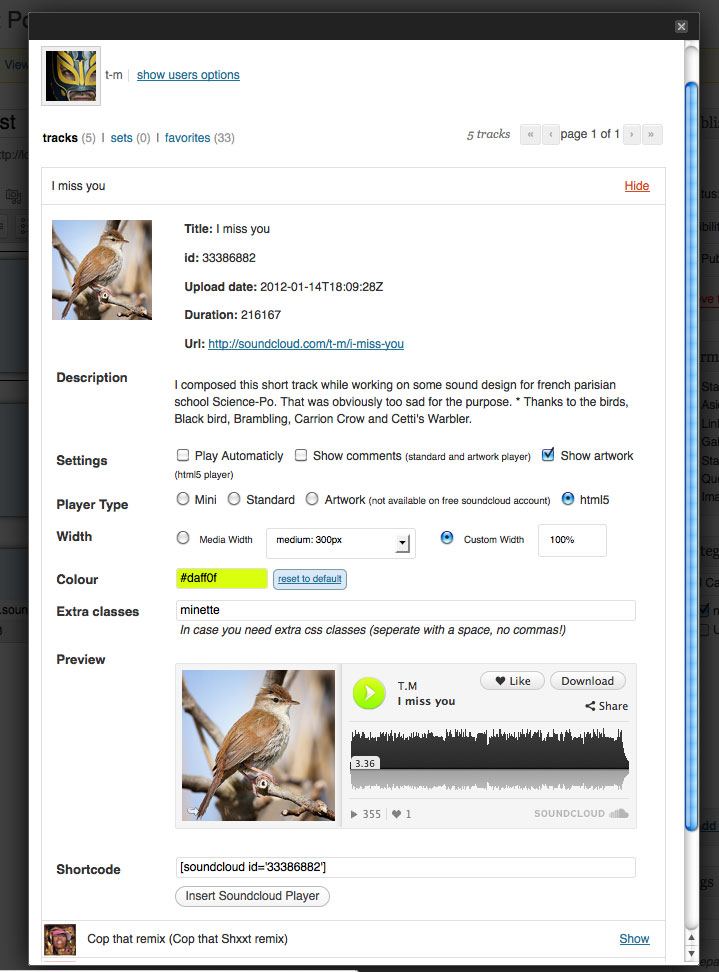 t-m | show users options
tracks (5) | sets (0) | favorites (33)
5 tracks « ‹ page 1 of 1 › »
I miss you Hide
Title: I miss you
id: 33386882
Upload date: 2012-01-14T18:09:28Z
Duration: 216167
Url: http://soundcloud.com/t-m/i-miss-you
Description
I composed this short track while working on some sound design for french parisian
school Science-Po. That was obviously too sad for the purpose. * Thanks to the birds,
Black bird, Brambling, Carrion Crow and Cetti's Warbler.
Settings
Play Automaticly Show comments (standard and artwork player) Show artwork
(html5 player)
Player Type
Mini Standard Artwork (not available on free soundcloud account) html5
Width
Media Width medium: 300px Custom Width 100%
Colour
#daff0f reset to default
Extra classes
minette
In case you need extra css classes (seperate with a space, no commas!)
Preview
T.M
I miss you
Like Download
Share
3.36
355 1
SOUNDCLOUD
Shortcode
[soundcloud id='33386882']
Insert Soundcloud Player
Cop that remix (Cop that Shxxt remix) Show